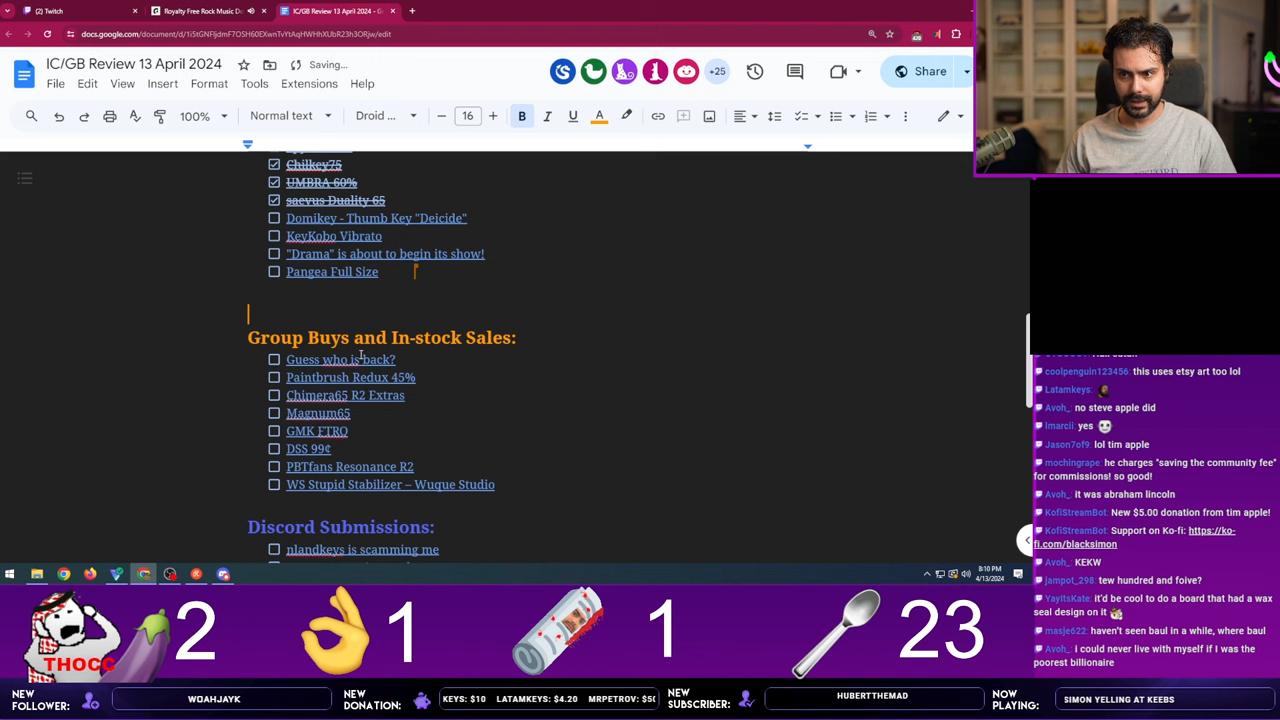 (2) Twitch
Royalty Free Rock Music D
IC/GB Review 13 April 2024 - G
docs.google.com/document/d/1i5tGNFljdmF7OSH60EXwnTvYtAqHWHhXUbR23h3ORjw/edit
IC/GB Review 13 April 2024
Saving...
File Edit View Insert Format Tools Extensions Help
+25
Share
100%
Normal text
Droid ...
16
Chilkey75
UMBRA 60%
saevus Duality 65
Domikey - Thumb Key "Deicide"
KeyKobo Vibrato
"Drama" is about to begin its show!
Pangea Full Size
Group Buys and In-stock Sales:
Guess who is back?
Paintbrush Redux 45%
Chimera65 R2 Extras
Magnum65
GMK FTRO
DSS 99¢
PBTfans Resonance R2
WS Stupid Stabilizer – Wuque Studio
Discord Submissions:
nlandkeys is scamming me
8:10 PM
4/13/2024
coolpenguin123456: this uses etsy art too lol
Latamkeys:
Avoh_: no steve apple did
lmarcii: yes
Jason7of9: lol tim apple
mochingrape: he charges "saving the community fee"
for commissions! so good!
Avoh_: it was abraham lincoln
KofiStreamBot: New $5.00 donation from tim apple!
KofiStreamBot: Support on Ko-fi: https://ko-
fi.com/blacksimon
Avoh_: KEKW
jampot_298: tew hundred and foive?
YayItsKate: it'd be cool to do a board that had a wax
seal design on it
masje622: haven't seen baul in a while, where baul
Avoh_: i could never live with myself if I was the
poorest billionaire
THOCC
2
1
1
23
NEW
FOLLOWER:
WOAHJAYK
NEW
DONATION:
KEYS: $10 LATAMKEYS: $4.20 MRPETROV: $50
NEW
SUBSCRIBER:
HUBERTTHEMAD
NOW
PLAYING:
SIMON YELLING AT KEEBS